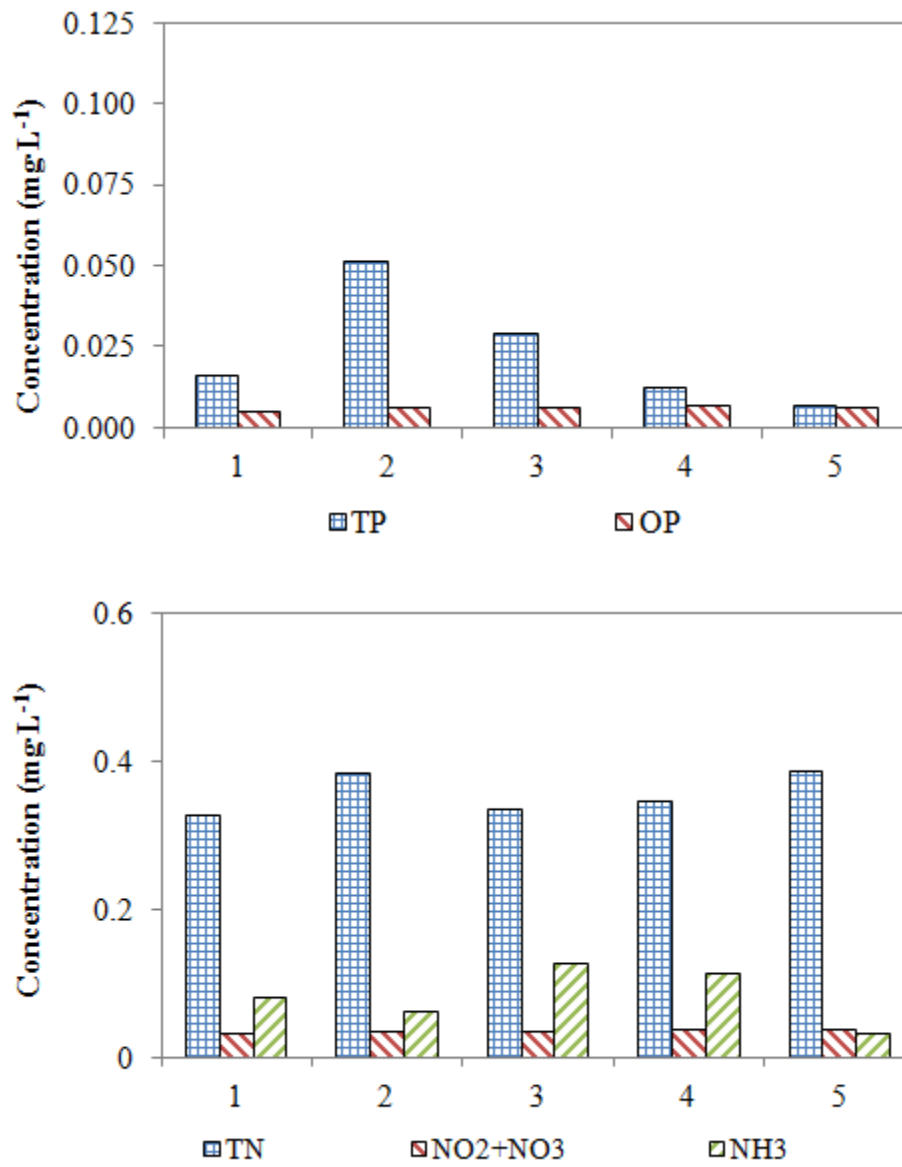 0.125
0.100
0.075
0.050
0.025
0.000
Concentration (mg·L⁻¹)
1 2 3 4 5
TP OP
0.6
0.4
0.2
0
Concentration (mg·L⁻¹)
1 2 3 4 5
TN NO2+NO3 NH3